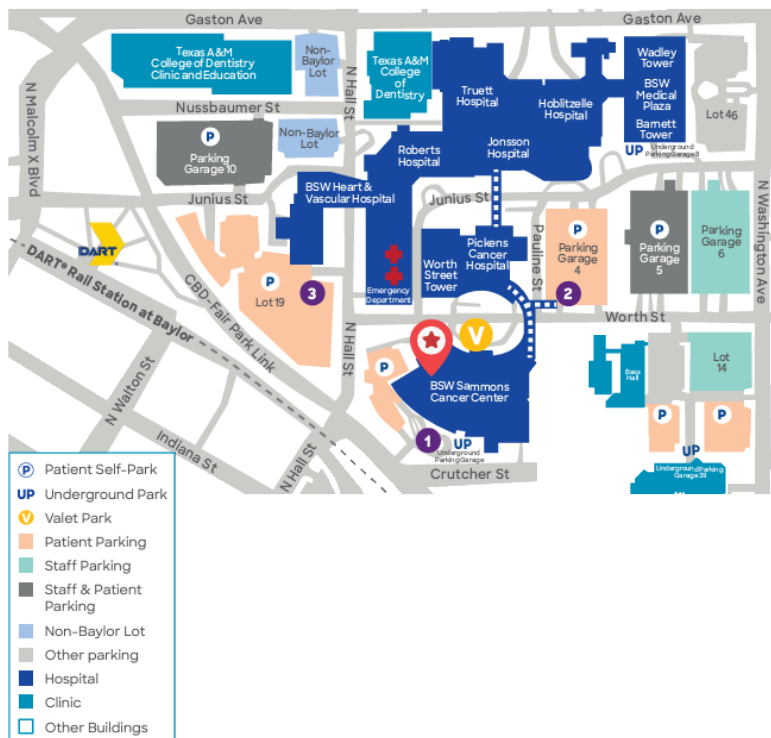 Gaston Ave
Gaston Ave
Texas A&M
College of Dentistry
Clinic and Education
Non-
Baylor
Lot
N Hall St
Texas A&M
College
of
Dentistry
Truett
Hospital
Hoblitzelle
Hospital
Wadley
Tower
BSW
Medical
Plaza
Barnett
Tower
Lot 46
N Malcolm X Blvd
Nussbaumer St
P
Parking
Garage 10
Non-Baylor
Lot
Roberts
Hospital
Jonsson
Hospital
UP
Underground
Parking Garage 8
Junius St
BSW Heart &
Vascular Hospital
Junius St
N Washington Ave
DART
DART® Rail Station at Baylor
CBD-Fair Park Link
P
Lot 19
3
Emergency
Department
Worth
Street
Tower
Pickens
Cancer
Hospital
Pauline St
P
Parking
Garage
4
2
P
Parking
Garage
5
Parking
Garage
6
Worth St
N Hall St
V
P
BSW Sammons
Cancer Center
Bass
Hall
Lot
14
P
P
N Walton St
Indiana St
N Hall St
1
UP
Underground
Parking Garage
Crutcher St
UP
Underground Parking
Garage 39
P Patient Self-Park
UP Underground Park
V Valet Park
Patient Parking
Staff Parking
Staff & Patient
Parking
Non-Baylor Lot
Other parking
Hospital
Clinic
Other Buildings